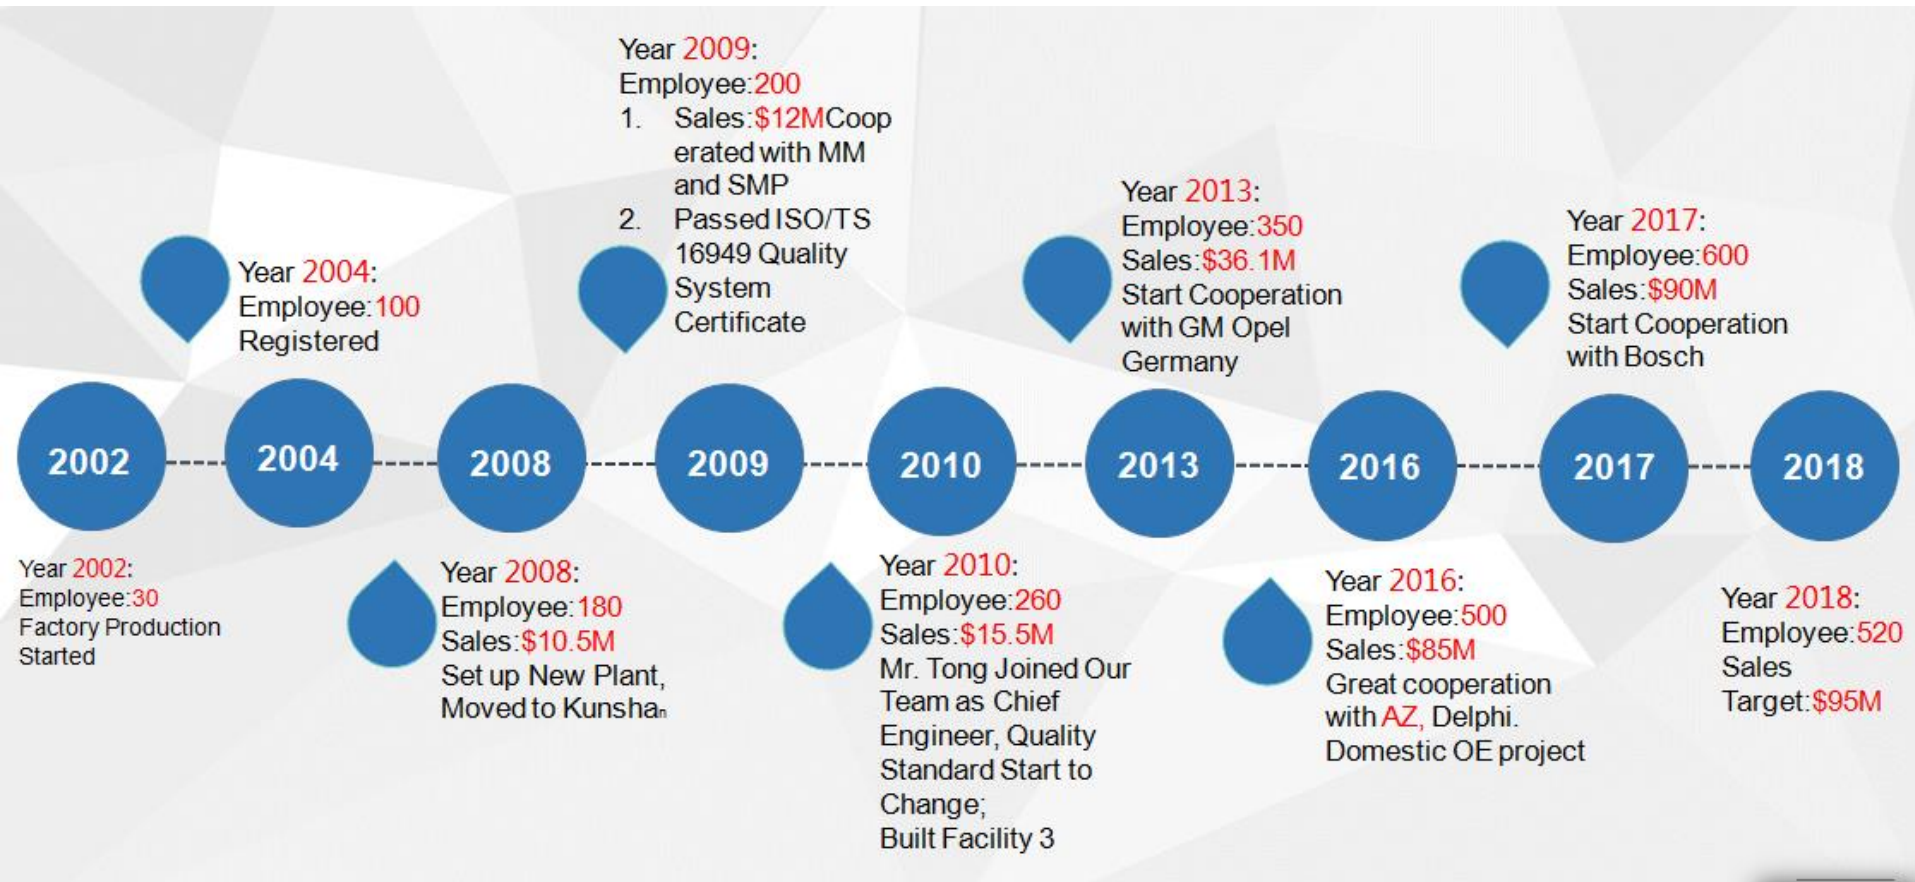 Year 2009:
Employee:200
1. Sales:$12MCoop
erated with MM
and SMP
2. Passed ISO/TS
16949 Quality
System
Certificate
Year 2013:
Employee:350
Sales:$36.1M
Start Cooperation
with GM Opel
Germany
Year 2017:
Employee:600
Sales:$90M
Start Cooperation
with Bosch
Year 2004:
Employee:100
Registered
2002
2004
2008
2009
2010
2013
2016
2017
2018
Year 2002:
Employee:30
Factory Production
Started
Year 2008:
Employee:180
Sales:$10.5M
Set up New Plant,
Moved to Kunshan
Year 2010:
Employee:260
Sales:$15.5M
Mr. Tong Joined Our
Team as Chief
Engineer, Quality
Standard Start to
Change;
Built Facility 3
Year 2016:
Employee:500
Sales:$85M
Great cooperation
with AZ, Delphi.
Domestic OE project
Year 2018:
Employee:520
Sales
Target:$95M